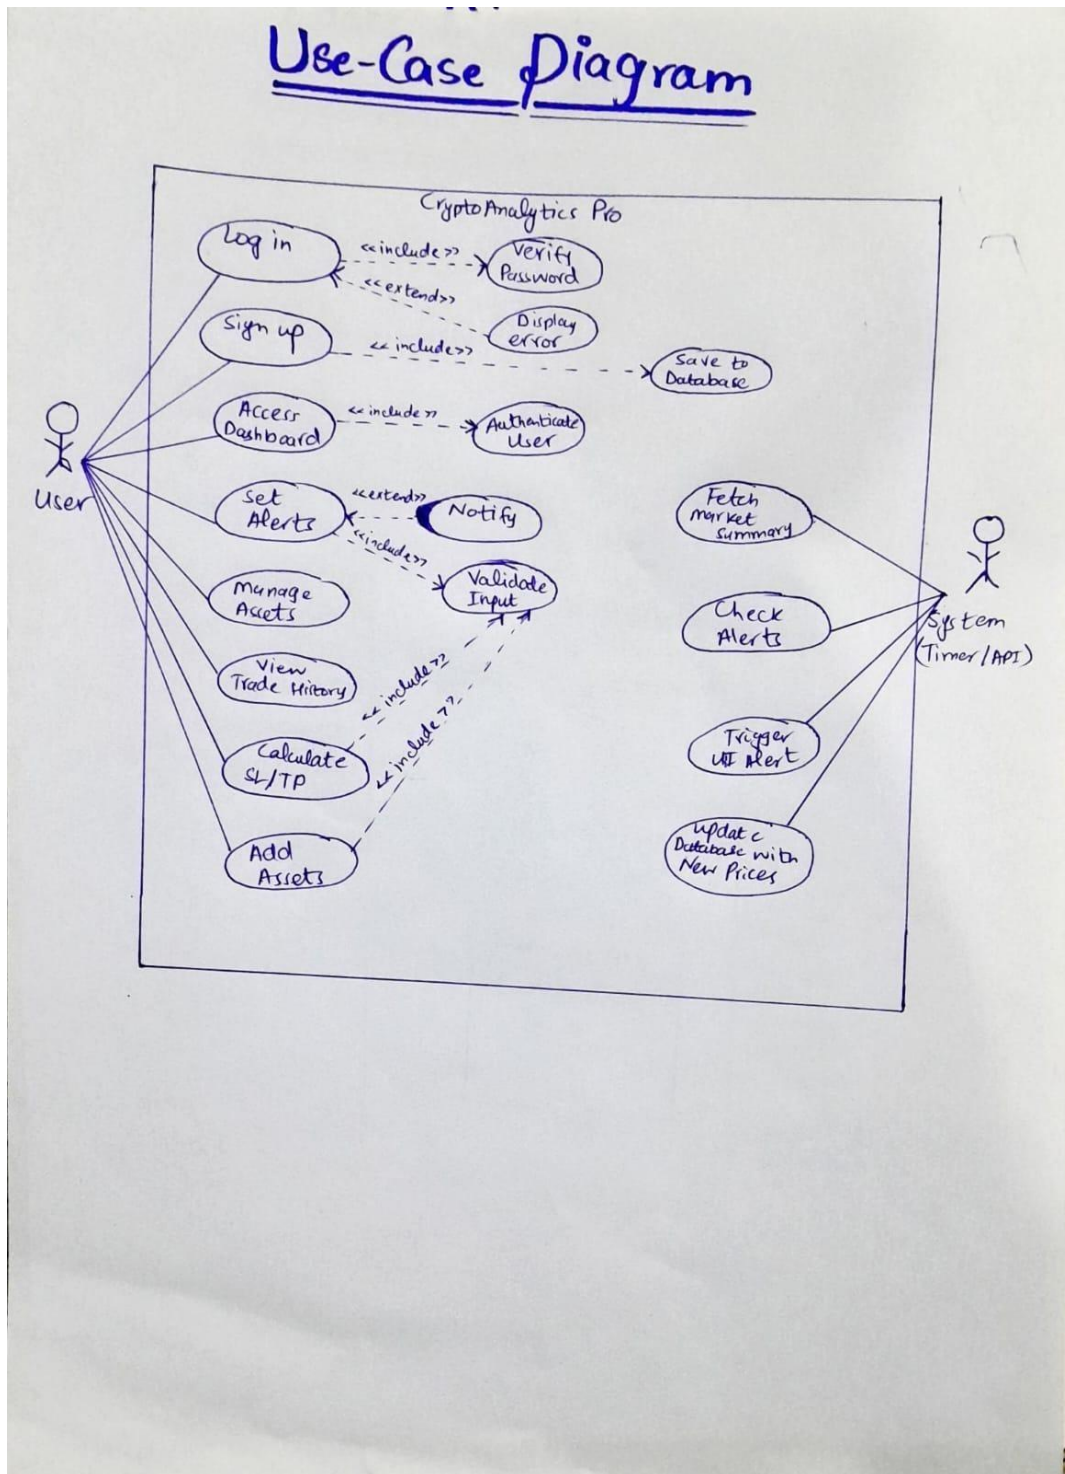 Use-Case Diagram
CryptoAnalytics Pro
Log in
<<include>>
Verify
Password
<<extend>>
Display
error
Sign up
<<include>>
Save to
Database
Access
Dashboard
<<include>>
Authenticate
User
User
Set
Alerts
<<extend>>
Notify
<<include>>
Validate
Input
Fetch
market
summary
Manage
Assets
Check
Alerts
System
(Timer/API)
View
Trade History
<<include>>
<<include>>
Calculate
SL/TP
Trigger
UI Alert
Add
Assets
update
Database with
New Prices